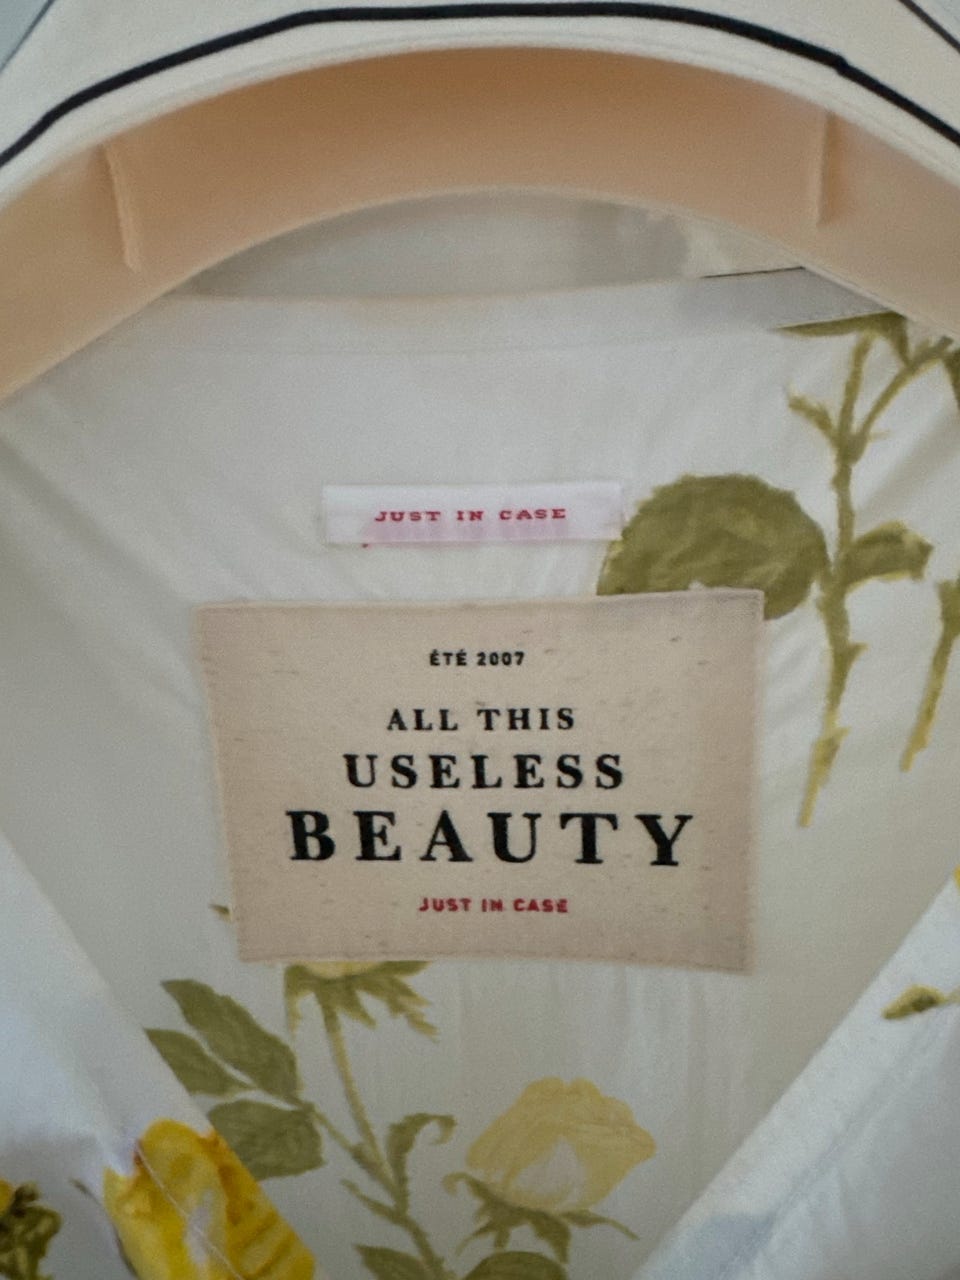 JUST IN CASE
ÉTÉ 2007
ALL THIS
USELESS
BEAUTY
JUST IN CASE